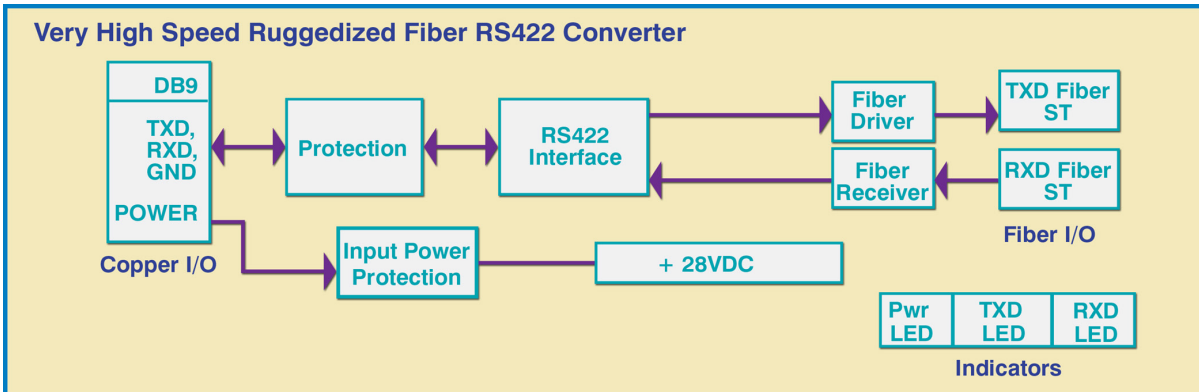 Very High Speed Ruggedized Fiber RS422 Converter
DB9
TXD,
RXD,
GND
POWER
Copper I/O
Protection
RS422
Interface
Fiber
Driver
TXD Fiber
ST
Fiber
Receiver
RXD Fiber
ST
Fiber I/O
Input Power
Protection
+ 28VDC
Pwr
LED
TXD
LED
RXD
LED
Indicators